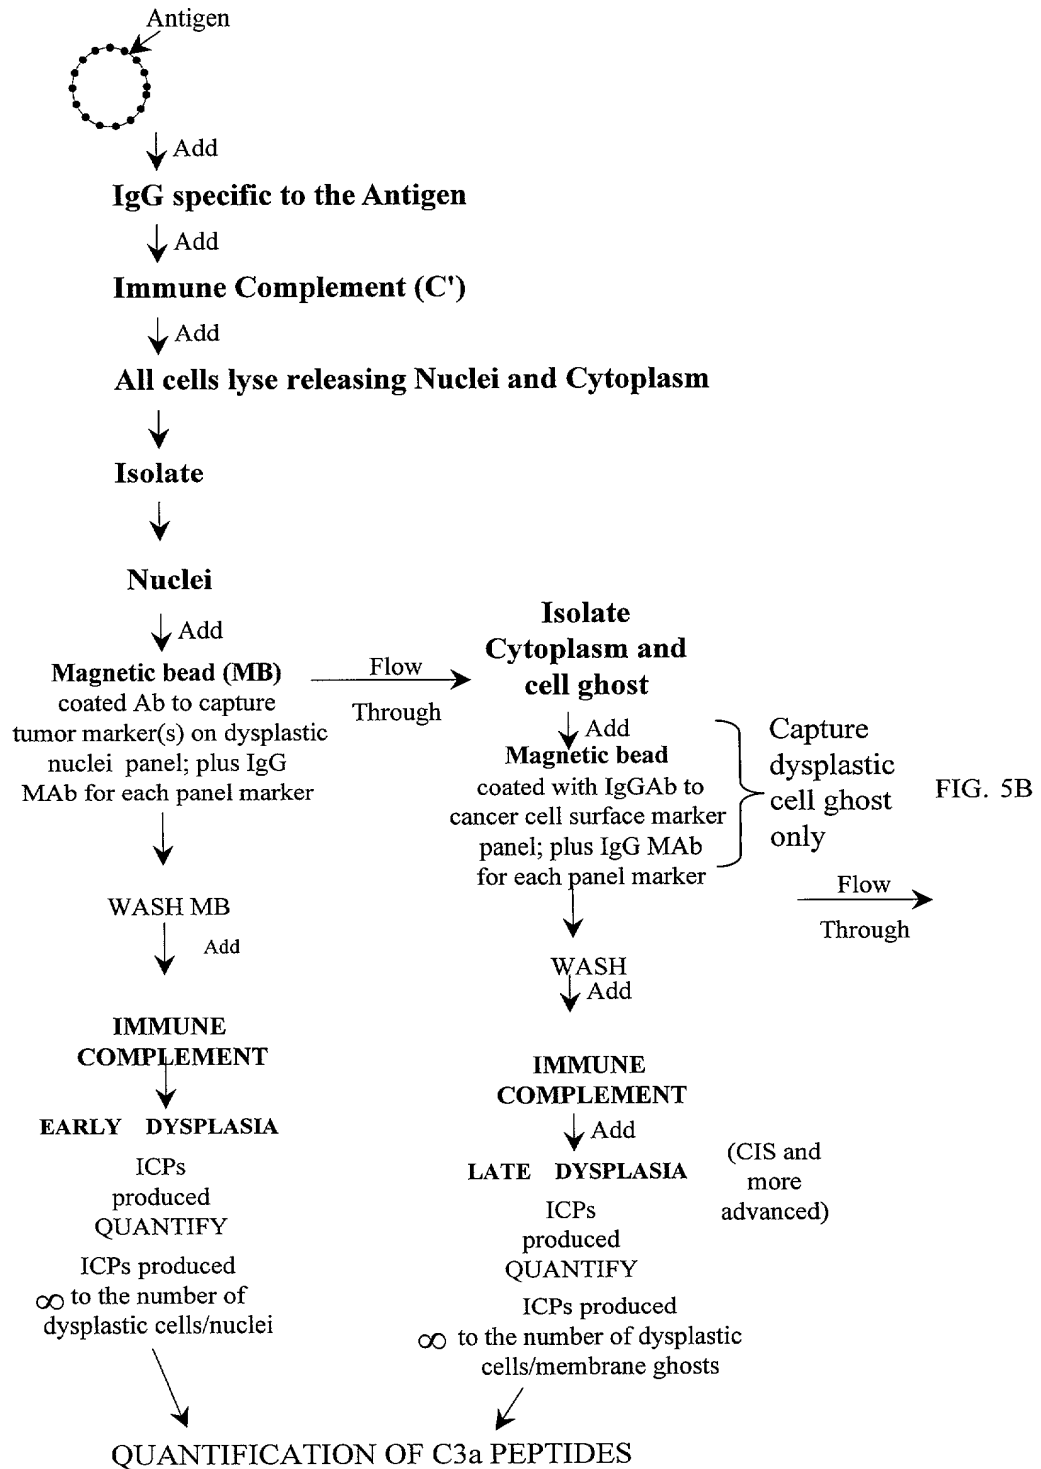 Antigen
Add
IgG specific to the Antigen
Add
Immune Complement (C')
Add
All cells lyse releasing Nuclei and Cytoplasm
Isolate
Nuclei
Add
Magnetic bead (MB)
coated Ab to capture
tumor marker(s) on dysplastic
nuclei panel; plus IgG
MAb for each panel marker
WASH MB
Add
IMMUNE
COMPLEMENT
EARLY DYSPLASIA
ICPs
produced
QUANTIFY
ICPs produced
∞ to the number of
dysplastic cells/nuclei
Flow
Through
Isolate
Cytoplasm and
cell ghost
Add
Magnetic bead
coated with IgGAb to
cancer cell surface marker
panel; plus IgG MAb
for each panel marker
Capture
dysplastic
cell ghost
only
FIG. 5B
Flow
Through
WASH
Add
IMMUNE
COMPLEMENT
Add
LATE DYSPLASIA
(CIS and
more
advanced)
ICPs
produced
QUANTIFY
ICPs produced
∞ to the number of dysplastic
cells/membrane ghosts
QUANTIFICATION OF C3a PEPTIDES